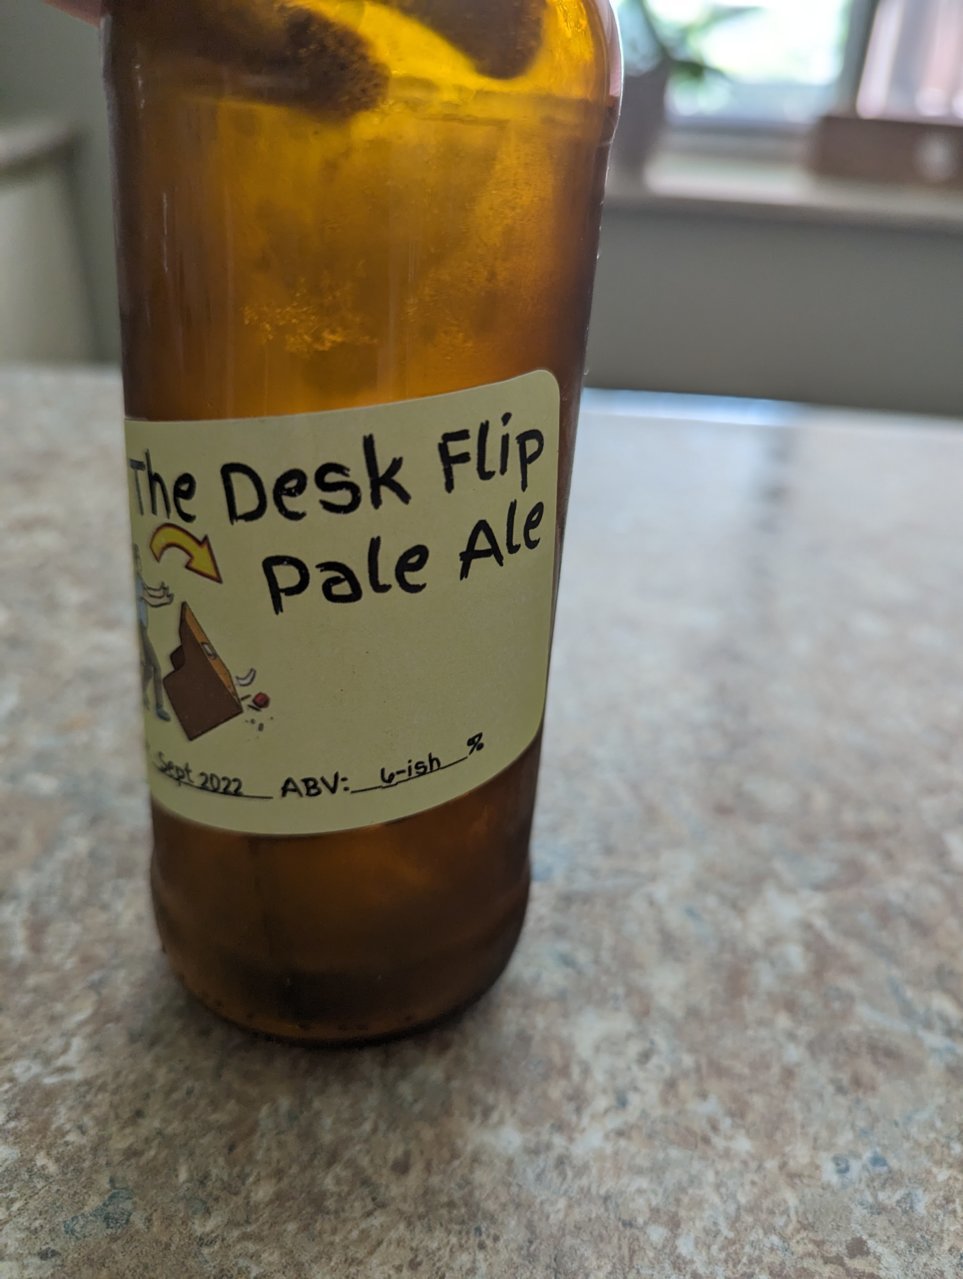 The Desk Flip
Pale Ale
Sept 2022 ABV: 6-ish %